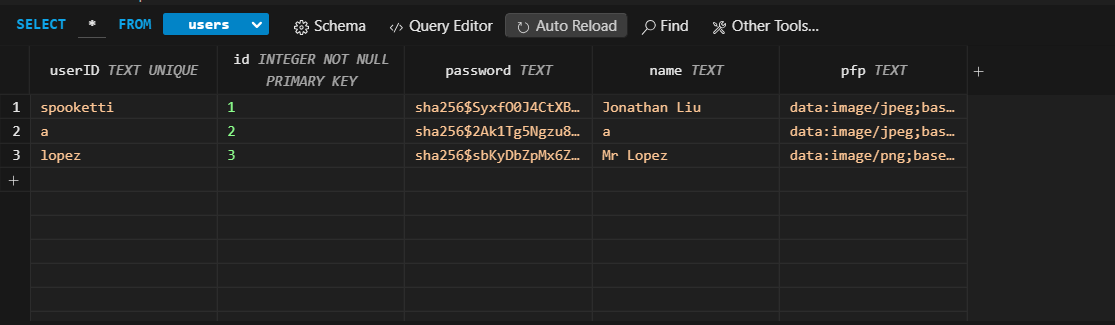 SELECT * FROM users Schema Query Editor Auto Reload Find Other Tools...
userID TEXT UNIQUE id INTEGER NOT NULL PRIMARY KEY password TEXT name TEXT pfp TEXT +
1 spooketti 1 sha256$SyxfO0J4CtXB… Jonathan Liu data:image/jpeg;bas…
2 a 2 sha256$2Ak1Tg5Ngzu8… a data:image/jpeg;bas…
3 lopez 3 sha256$sbKyDbZpMx6Z… Mr Lopez data:image/png;base…
+